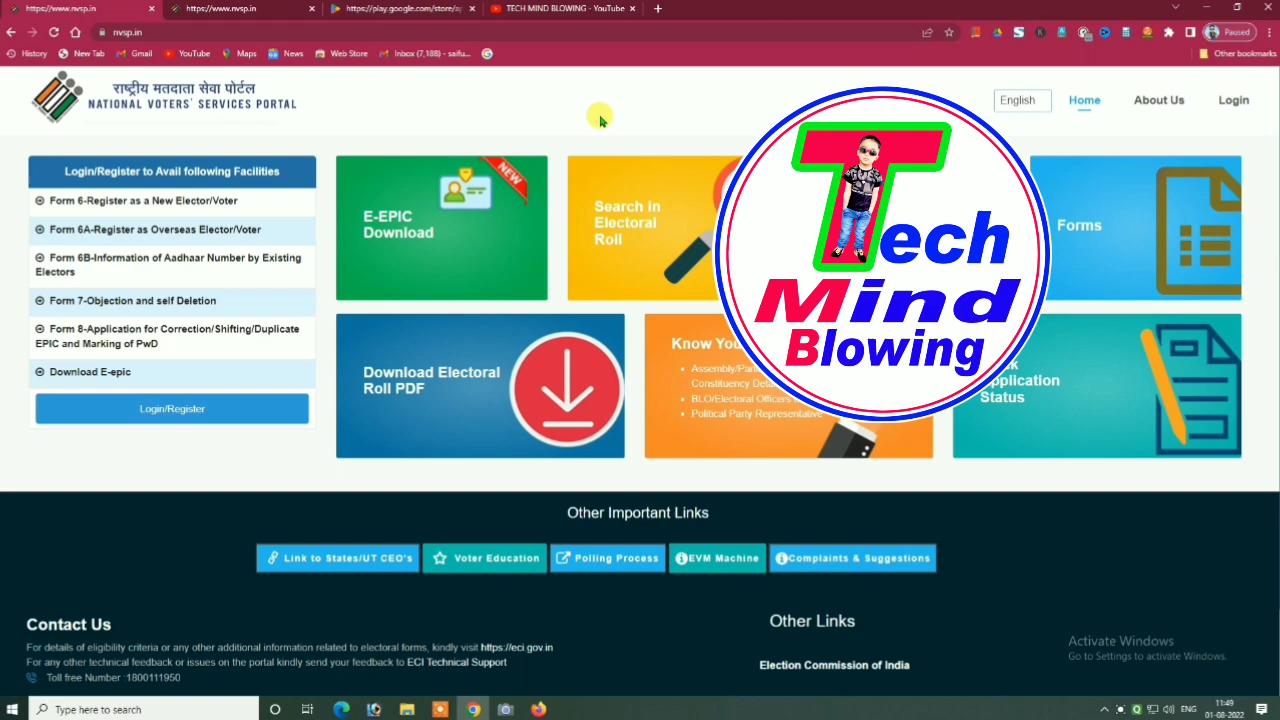 https://www.nvsp.in
https://www.nvsp.in
https://play.google.com/store/ap
TECH MIND BLOWING - YouTube
nvsp.in
Paused
History
New Tab
Gmail
YouTube
Maps
News
Web Store
Inbox (7,188) - saifu...
Other bookmarks
राष्ट्रीय मतदाता सेवा पोर्टल
NATIONAL VOTERS' SERVICES PORTAL
English
Home
About Us
Login
Login/Register to Avail following Facilities
Form 6-Register as a New Elector/Voter
Form 6A-Register as Overseas Elector/Voter
Form 6B-Information of Aadhaar Number by Existing
Electors
Form 7-Objection and self Deletion
Form 8-Application for Correction/Shifting/Duplicate
EPIC and Marking of PwD
Download E-epic
Login/Register
NEW
E-EPIC
Download
Search in
Electoral
Roll
Forms
Tech
Mind
Blowing
Download Electoral
Roll PDF
Know You
Assembly/Par
Constituency Deta
BLO/Electoral Officers
Political Party Representative
k
pplication
Status
Other Important Links
Link to States/UT CEO's
Voter Education
Polling Process
EVM Machine
Complaints & Suggestions
Contact Us
For details of eligibility criteria or any other additional information related to electoral forms, kindly visit https://eci.gov.in
For any other technical feedback or issues on the portal kindly send your feedback to ECI Technical Support
Toll free Number :1800111950
Other Links
Election Commission of India
Activate Windows
Go to Settings to activate Windows.
Type here to search
ENG
11:49
01-08-2022